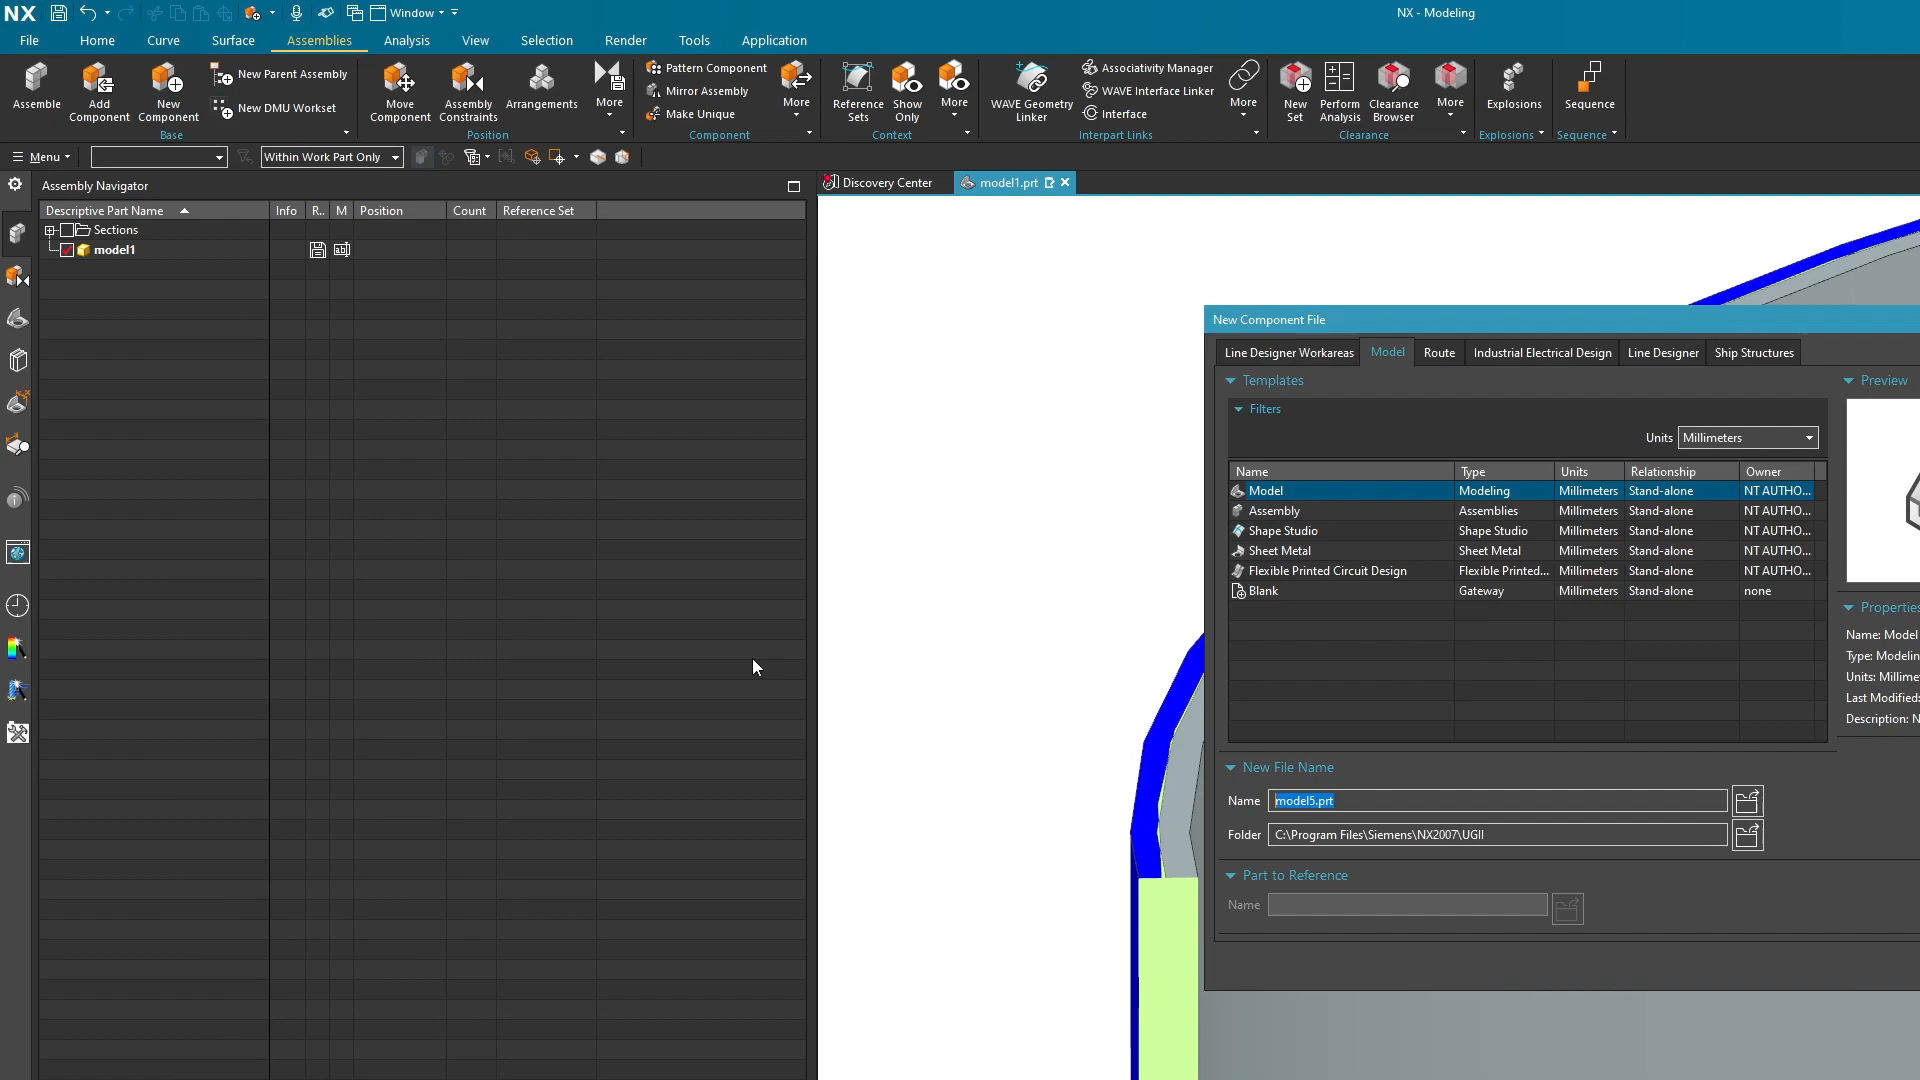 NX Window NX - Modeling
File Home Curve Surface Assemblies Analysis View Selection Render Tools Application
Assemble
Add Component
New Component
New Parent Assembly
New DMU Workset
Base
Move Component
Assembly Constraints
Arrangements
More
Position
Pattern Component
Mirror Assembly
Make Unique
More
Component
Reference Sets
Show Only
More
Context
WAVE Geometry Linker
Associativity Manager
WAVE Interface Linker
Interface
More
Interpart Links
New Set
Perform Analysis
Clearance Browser
More
Clearance
Explosions
Explosions
Sequence
Sequence
Menu Within Work Part Only
Assembly Navigator
Discovery Center model1.prt
Descriptive Part Name Info R.. M Position Count Reference Set
Sections
model1
New Component File
Line Designer Workareas Model Route Industrial Electrical Design Line Designer Ship Structures
Templates
Filters
Units Millimeters
Name Type Units Relationship Owner
Model Modeling Millimeters Stand-alone NT AUTHO...
Assembly Assemblies Millimeters Stand-alone NT AUTHO...
Shape Studio Shape Studio Millimeters Stand-alone NT AUTHO...
Sheet Metal Sheet Metal Millimeters Stand-alone NT AUTHO...
Flexible Printed Circuit Design Flexible Printed... Millimeters Stand-alone NT AUTHO...
Blank Gateway Millimeters Stand-alone none
Preview
Properties
Name: Model
Type: Modelin
Units: Millime
Last Modified:
Description: N
New File Name
Name model5.prt
Folder C:\Program Files\Siemens\NX2007\UGII
Part to Reference
Name